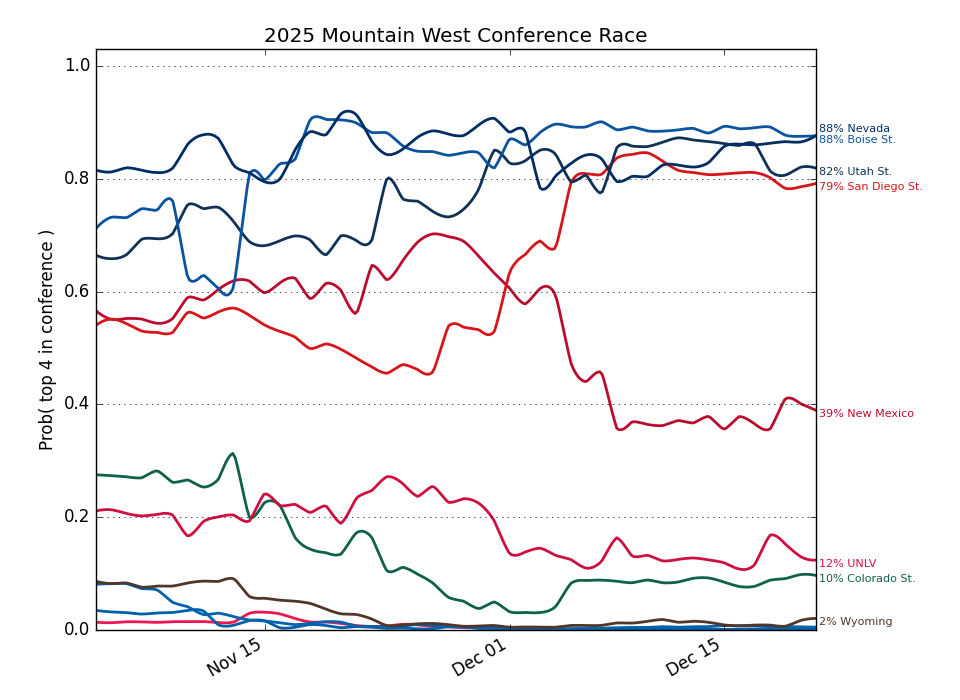 2025 Mountain West Conference Race
Prob( top 4 in conference )
1.0
0.8
0.6
0.4
0.2
0.0
Nov 15
Dec 01
Dec 15
88% Nevada
88% Boise St.
82% Utah St.
79% San Diego St.
39% New Mexico
12% UNLV
10% Colorado St.
2% Wyoming